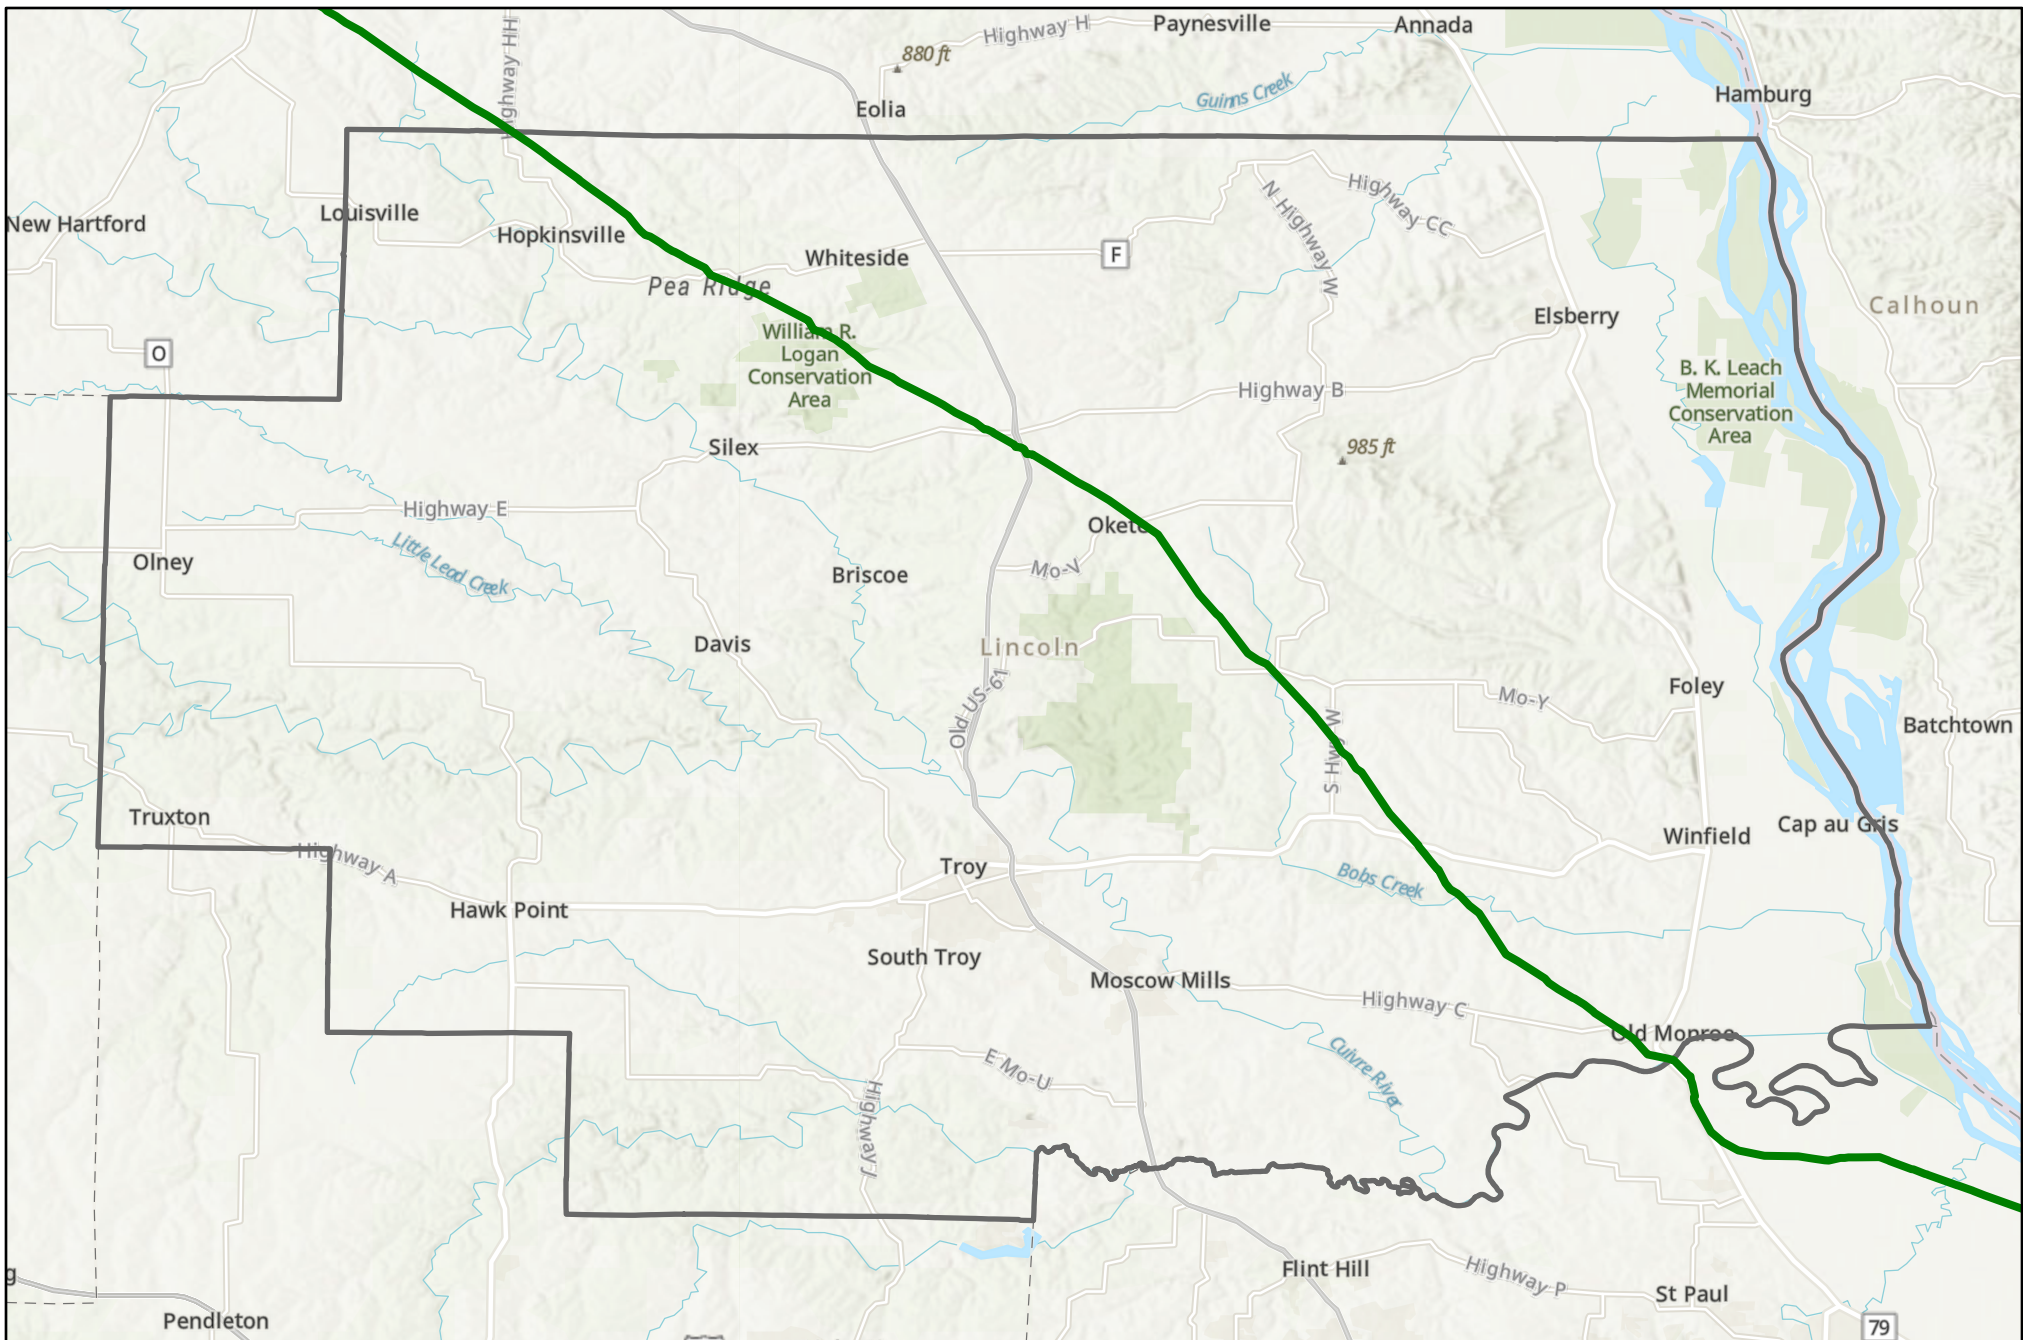 Highway H
Paynesville
Annada
880 ft
Highway HH
Guinns Creek
Hamburg
Eolia
Highway CC
N Highway W
Louisville
New Hartford
Hopkinsville
Whiteside
F
Pea Ridge
Calhoun
Elsberry
William R.
Logan
Conservation
Area
O
B. K. Leach
Memorial
Conservation
Area
Highway B
Silex
985 ft
Highway E
Okete
Little Lead Creek
Olney
Mo-V
Briscoe
Davis
Lincoln
Old US-61
Foley
Mo-Y
Batchtown
S Hwy W
Truxton
Cap au Gris
Winfield
Highway A
Troy
Bobs Creek
Hawk Point
South Troy
Moscow Mills
Highway C
Old Monroe
E Mo-U
Cuivre River
Highway J
g
Flint Hill
Highway P
St Paul
Pendleton
79